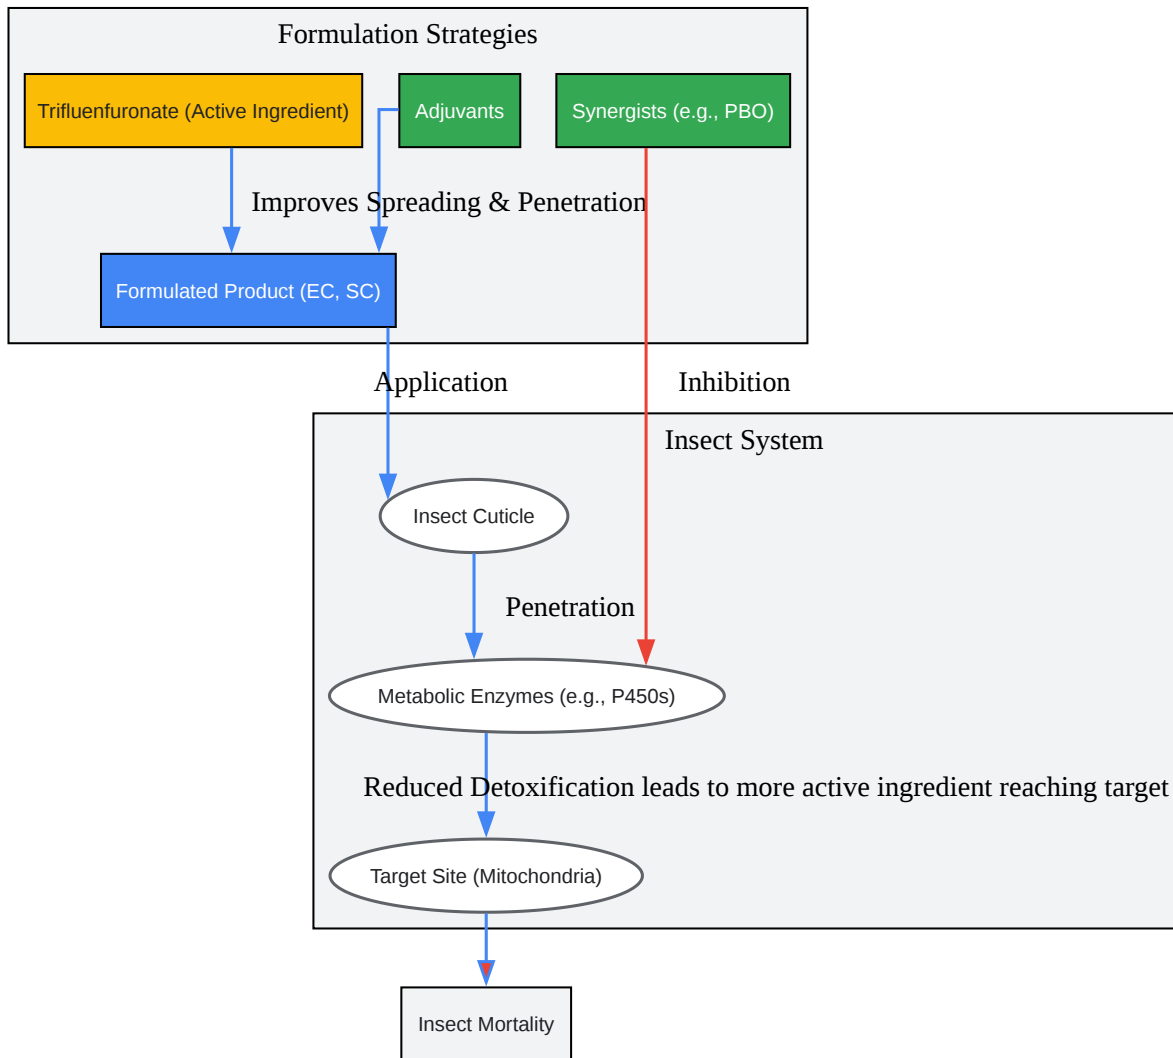 Formulation Strategies
Trifluenfuronate (Active Ingredient)
Adjuvants
Synergists (e.g., PBO)
Improves Spreading & Penetration
Formulated Product (EC, SC)
Application
Inhibition
Insect System
Insect Cuticle
Penetration
Metabolic Enzymes (e.g., P450s)
Reduced Detoxification leads to more active ingredient reaching target
Target Site (Mitochondria)
Insect Mortality